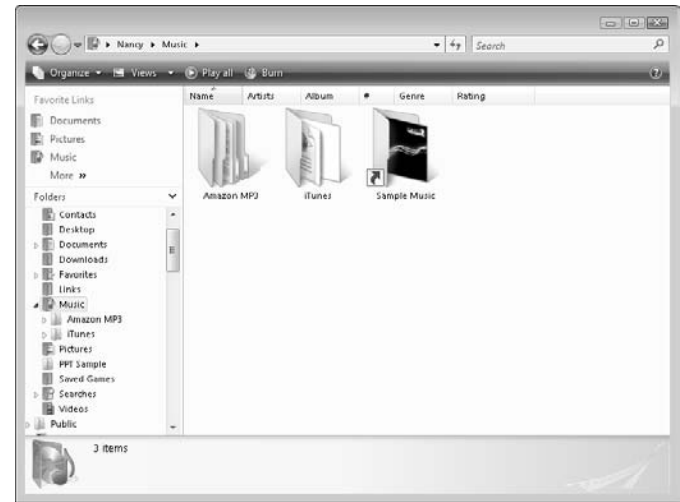 Nancy Music
Search
Organize Views Play all Burn
Favorite Links
Documents
Pictures
Music
More »
Folders
Contacts
Desktop
Documents
Downloads
Favorites
Links
Music
Amazon MP3
iTunes
Pictures
PPT Sample
Saved Games
Searches
Videos
Public
Name Artists Album # Genre Rating
Amazon MP3 iTunes Sample Music
3 items